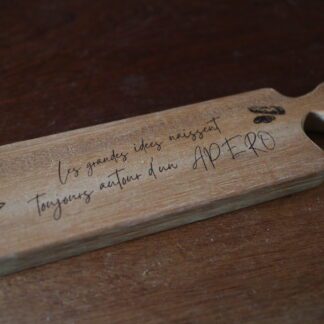 Les grandes idées naissent
toujours autour d'un APERO